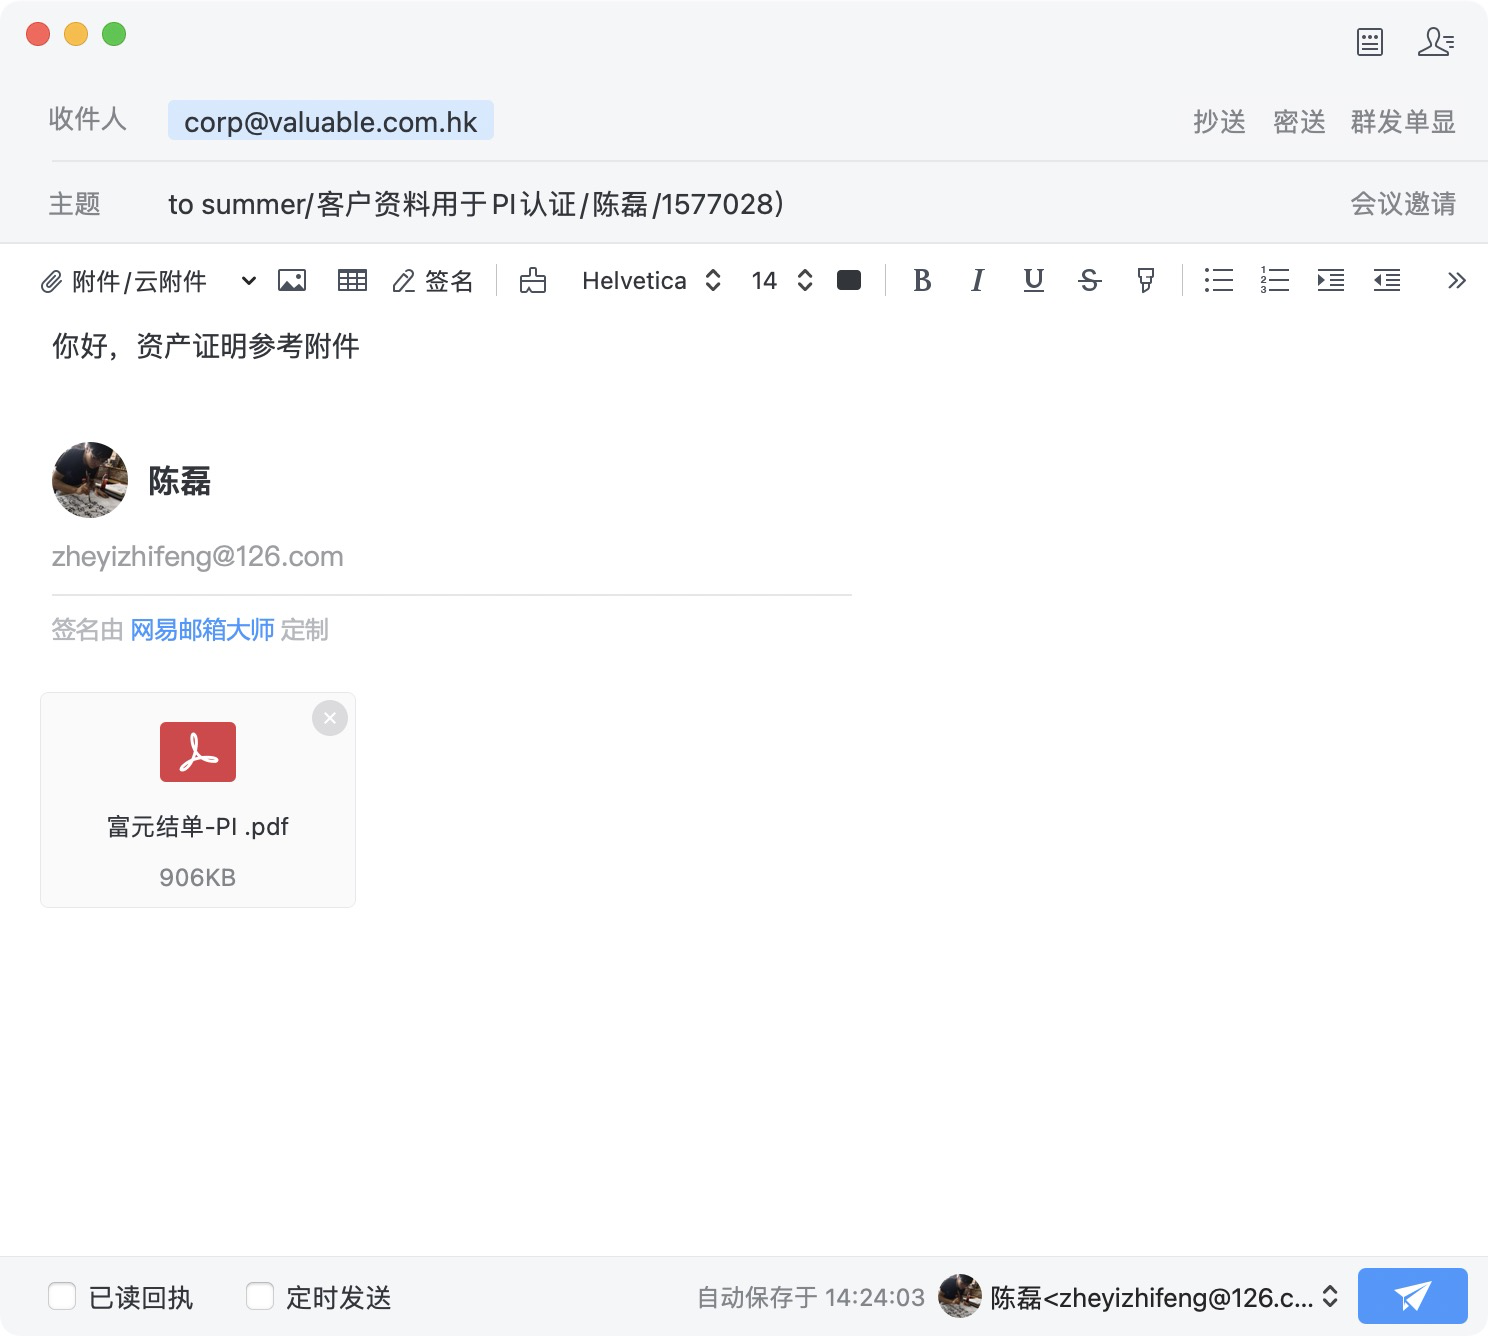 收件人 corp@valuable.com.hk 抄送 密送 群发单显
主题 to summer/客户资料用于PI认证/陈磊/1577028) 会议邀请
附件/云附件 签名 Helvetica 14 B I U S
你好，资产证明参考附件
陈磊
zheyizhifeng@126.com
签名由 网易邮箱大师 定制
富元结单-PI .pdf
906KB
已读回执 定时发送 自动保存于 14:24:03 陈磊<zheyizhifeng@126.c...